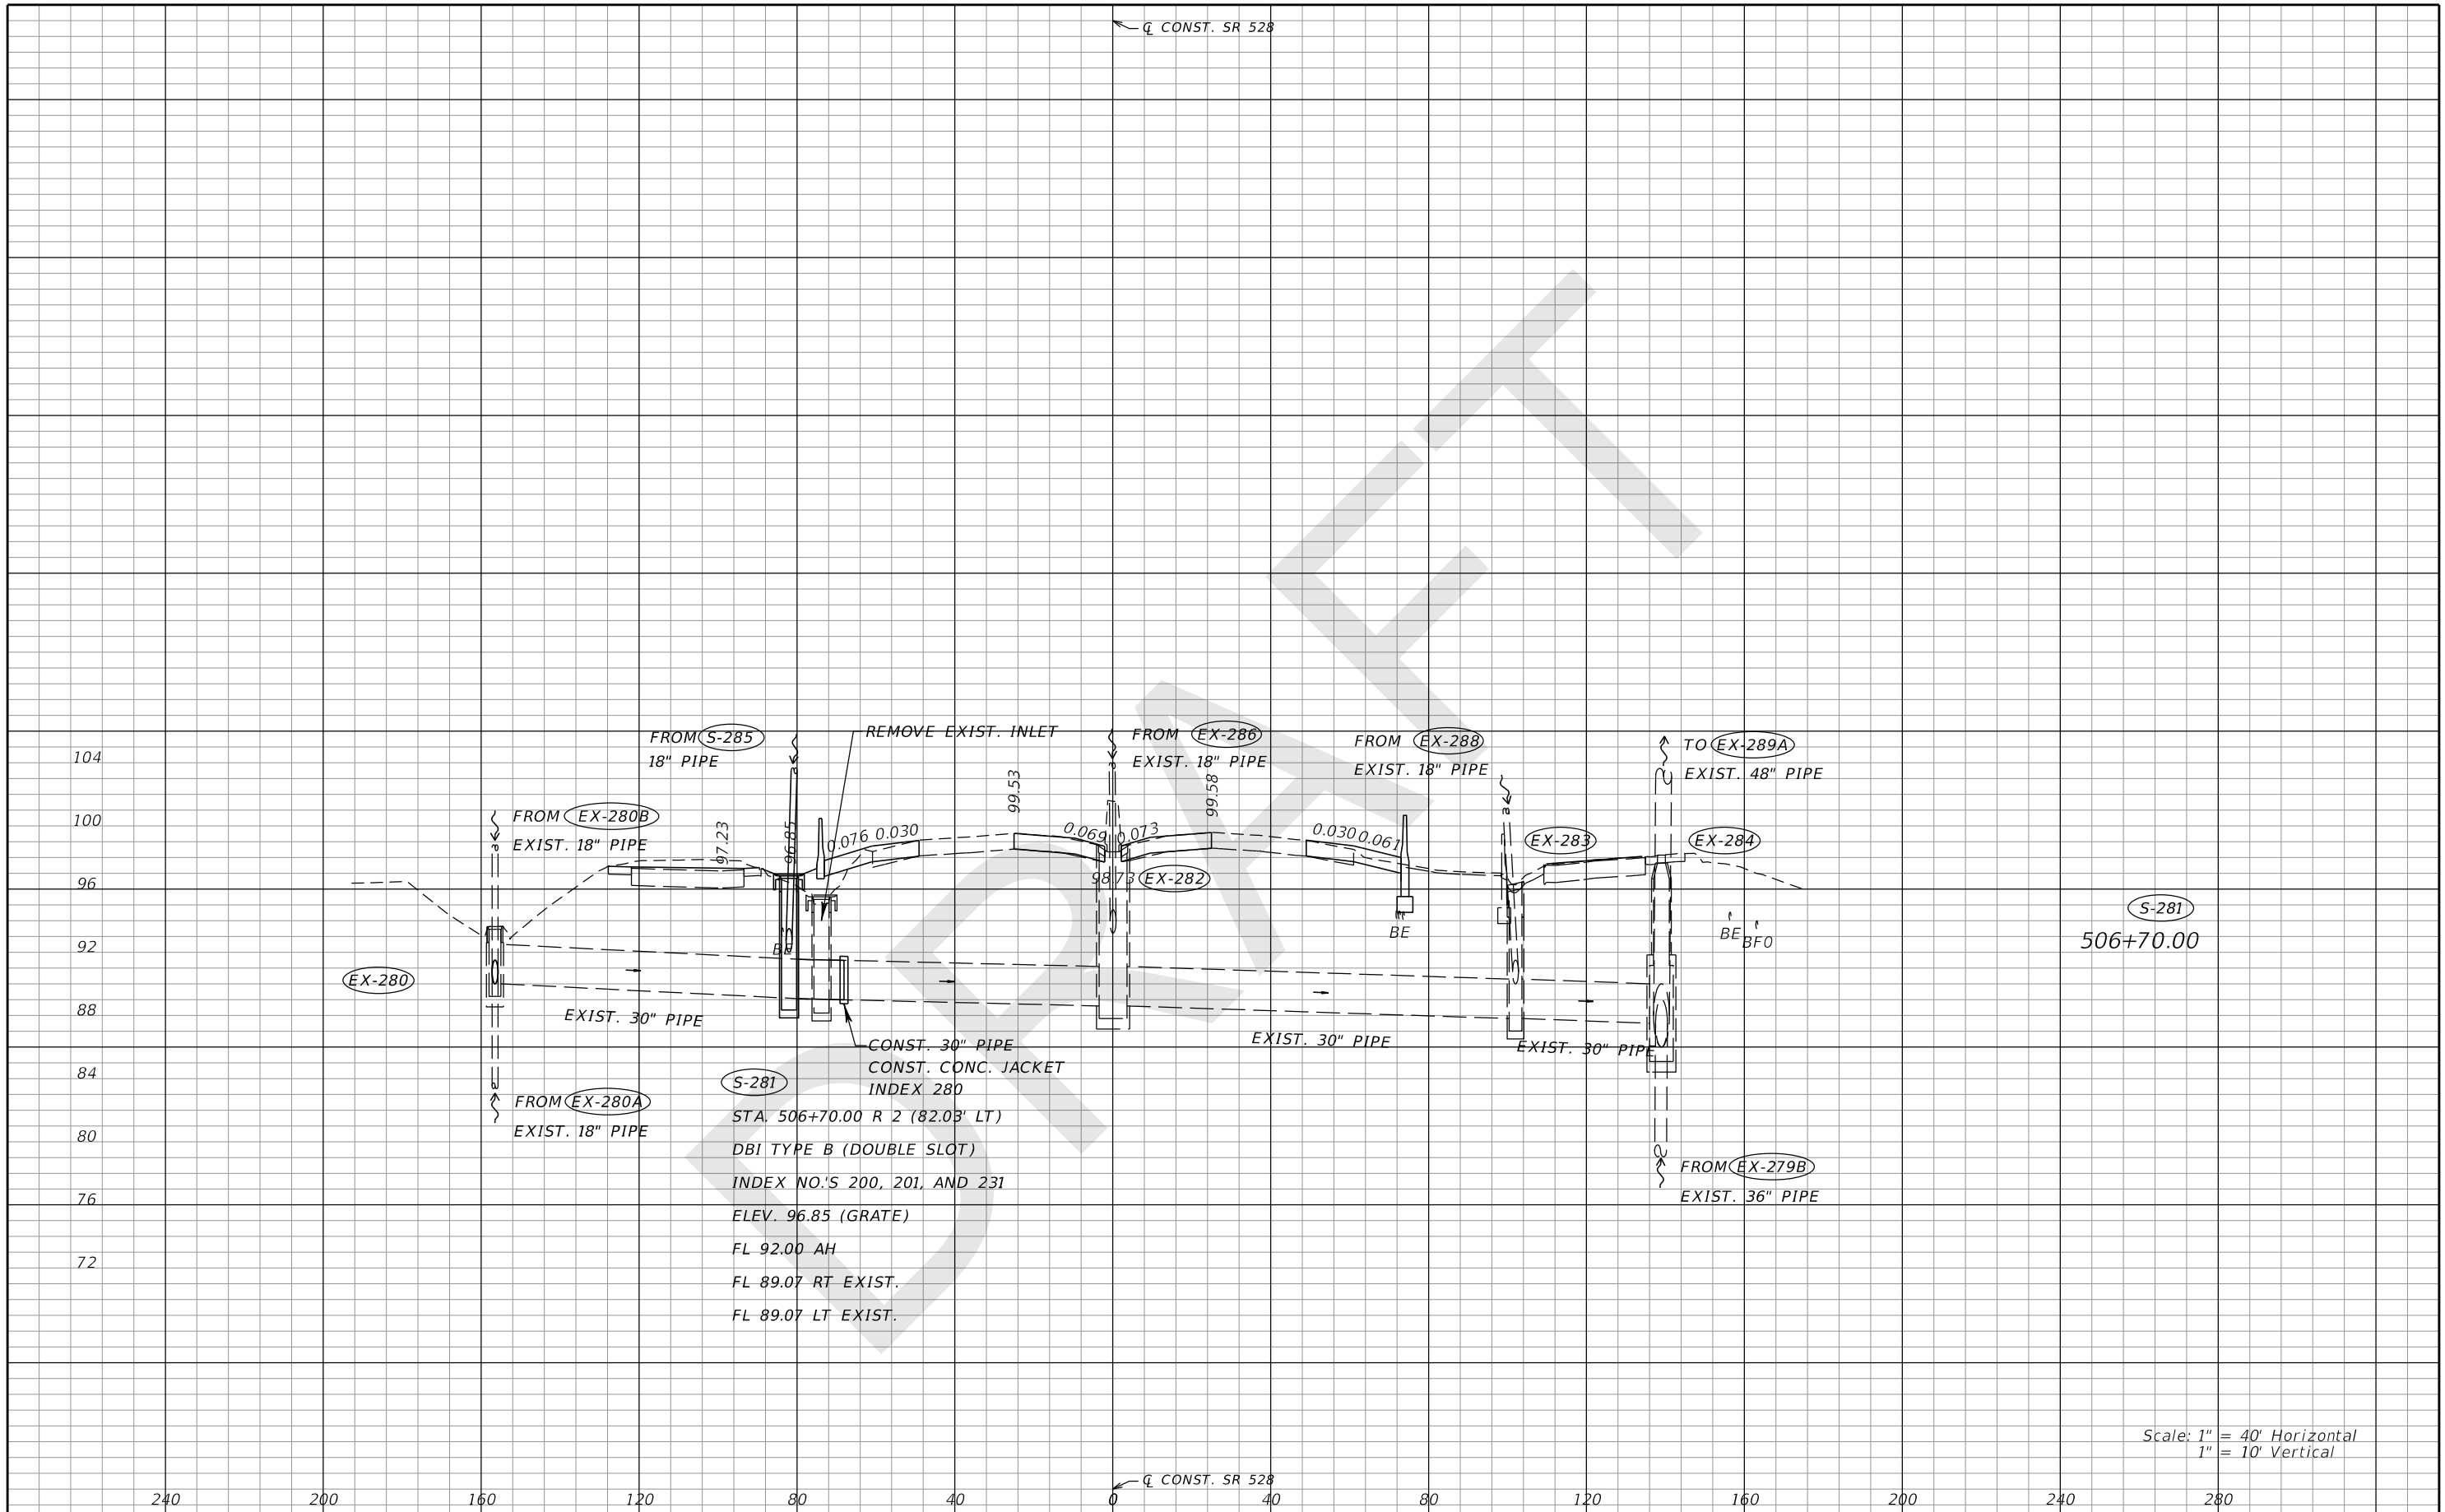 ℄ CONST. SR 528
DRAFT
FROM S-285
18" PIPE
REMOVE EXIST. INLET
FROM EX-286
EXIST. 18" PIPE
FROM EX-288
EXIST. 18" PIPE
TO EX-289A
EXIST. 48" PIPE
104
100
96
92
88
84
80
76
72
FROM EX-280B
EXIST. 18" PIPE
97.23
96.85
0.076
0.030
99.53
0.069
0.073
99.58
0.030
0.061
EX-283
EX-284
98.73
EX-282
S-281
506+70.00
BE
BE
BFO
EX-280
EXIST. 30" PIPE
EXIST. 30" PIPE
EXIST. 30" PIPE
CONST. 30" PIPE
CONST. CONC. JACKET
INDEX 280
FROM EX-280A
EXIST. 18" PIPE
S-281
STA. 506+70.00 R 2 (82.03' LT)
DBI TYPE B (DOUBLE SLOT)
INDEX NO.'S 200, 201, AND 231
ELEV. 96.85 (GRATE)
FL 92.00 AH
FL 89.07 RT EXIST.
FL 89.07 LT EXIST.
FROM EX-279B
EXIST. 36" PIPE
Scale: 1" = 40' Horizontal
1" = 10' Vertical
℄ CONST. SR 528
240 200 160 120 80 40 0 40 80 120 160 200 240 280